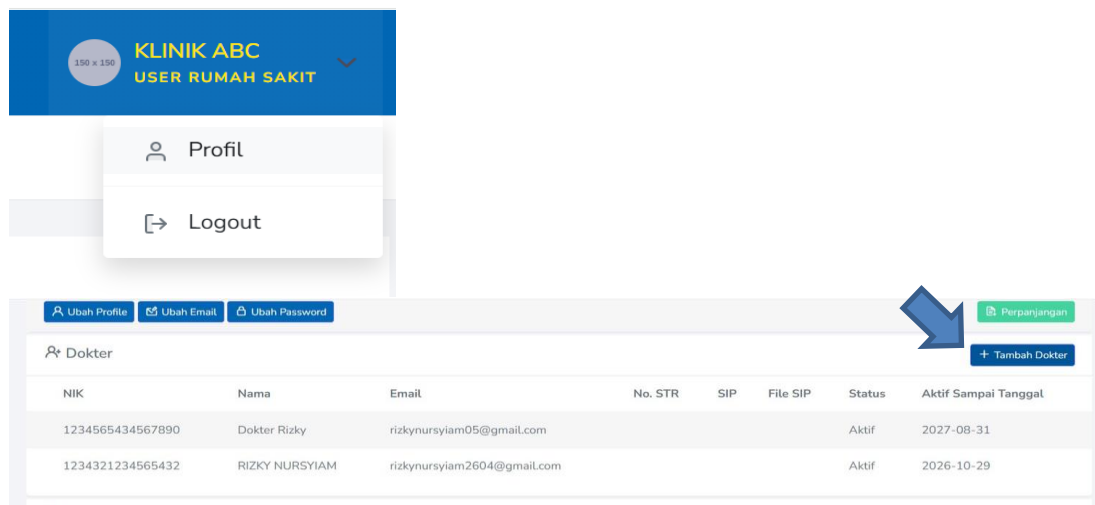 150 x 150
KLINIK ABC
USER RUMAH SAKIT
Profil
Logout
Ubah Profile Ubah Email Ubah Password Perpanjangan
Dokter + Tambah Dokter
NIK Nama Email No. STR SIP File SIP Status Aktif Sampai Tanggal
1234565434567890 Dokter Rizky rizkynursyiam05@gmail.com Aktif 2027-08-31
1234321234565432 RIZKY NURSYIAM rizkynursyiam2604@gmail.com Aktif 2026-10-29